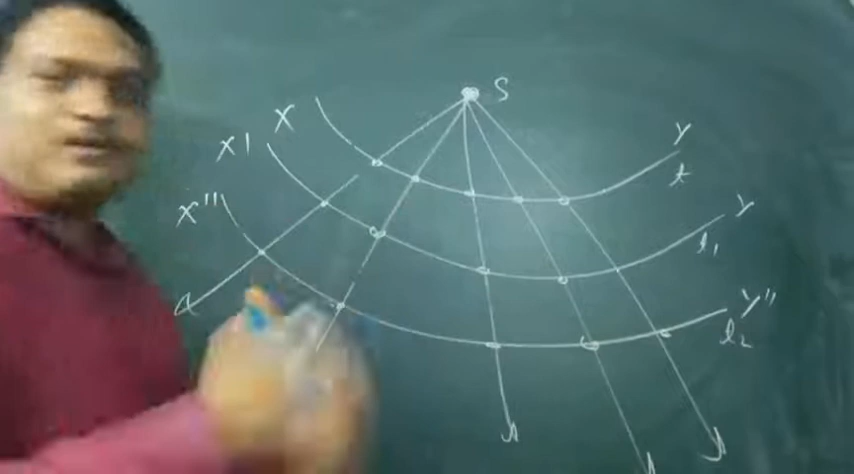 S
X
Y
X'
t
X"
Y
t₁
Y"
t₂